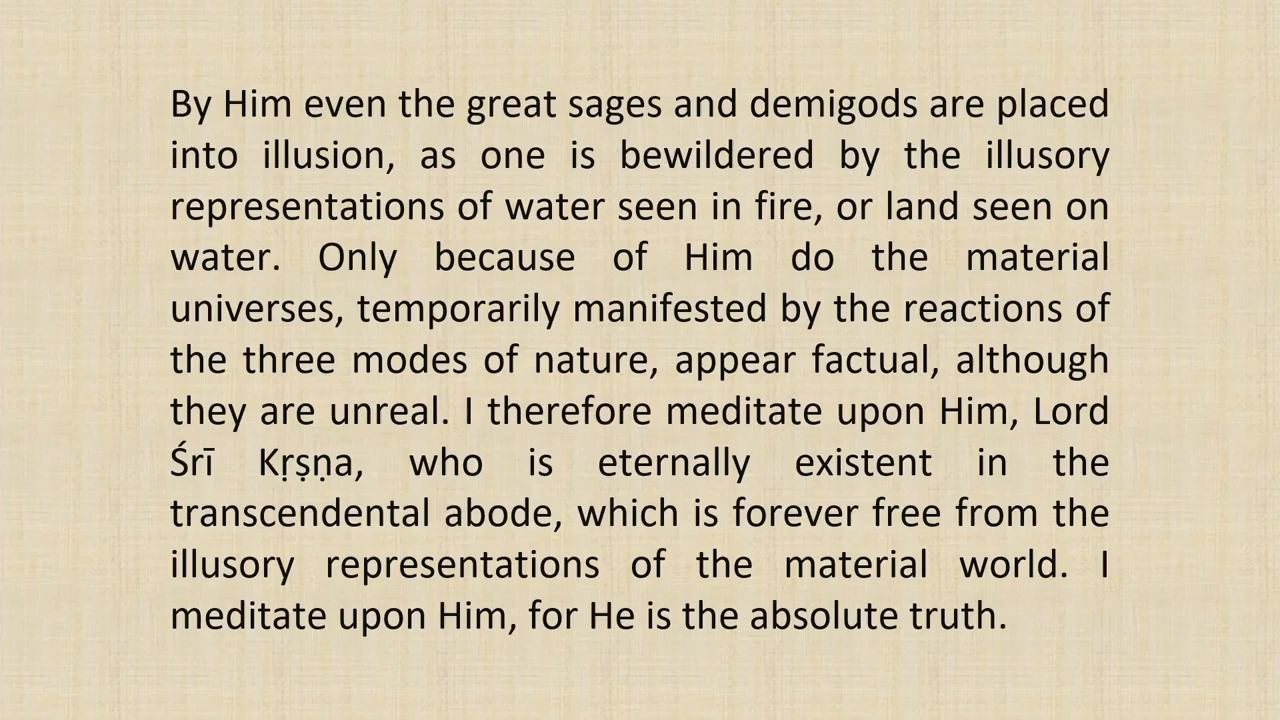 By Him even the great sages and demigods are placed
into illusion, as one is bewildered by the illusory
representations of water seen in fire, or land seen on
water. Only because of Him do the material
universes, temporarily manifested by the reactions of
the three modes of nature, appear factual, although
they are unreal. I therefore meditate upon Him, Lord
Śrī Kṛṣṇa, who is eternally existent in the
transcendental abode, which is forever free from the
illusory representations of the material world. I
meditate upon Him, for He is the absolute truth.